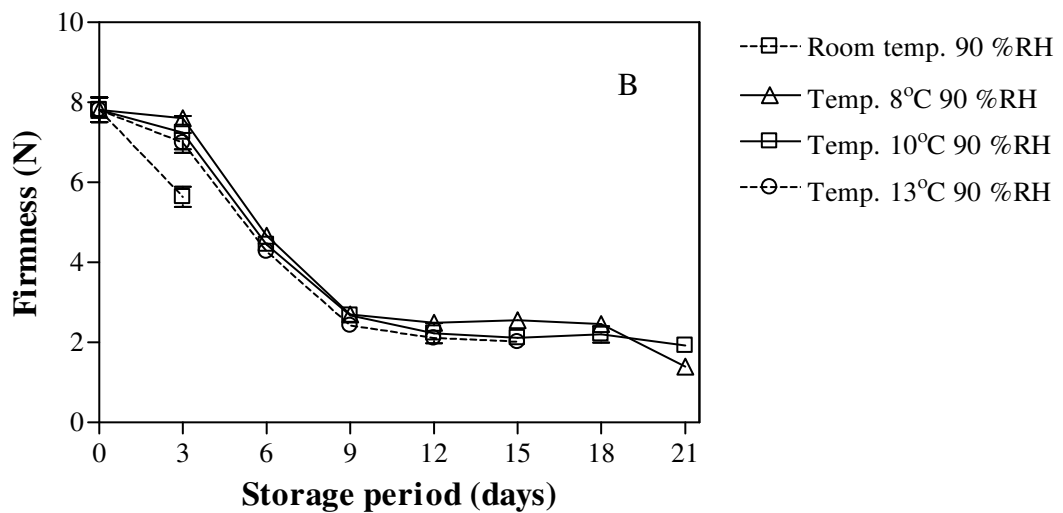 10
8
6
4
2
0
Firmness (N)
B
0 3 6 9 12 15 18 21
Storage period (days)
Room temp. 90 %RH
Temp. 8°C 90 %RH
Temp. 10°C 90 %RH
Temp. 13°C 90 %RH